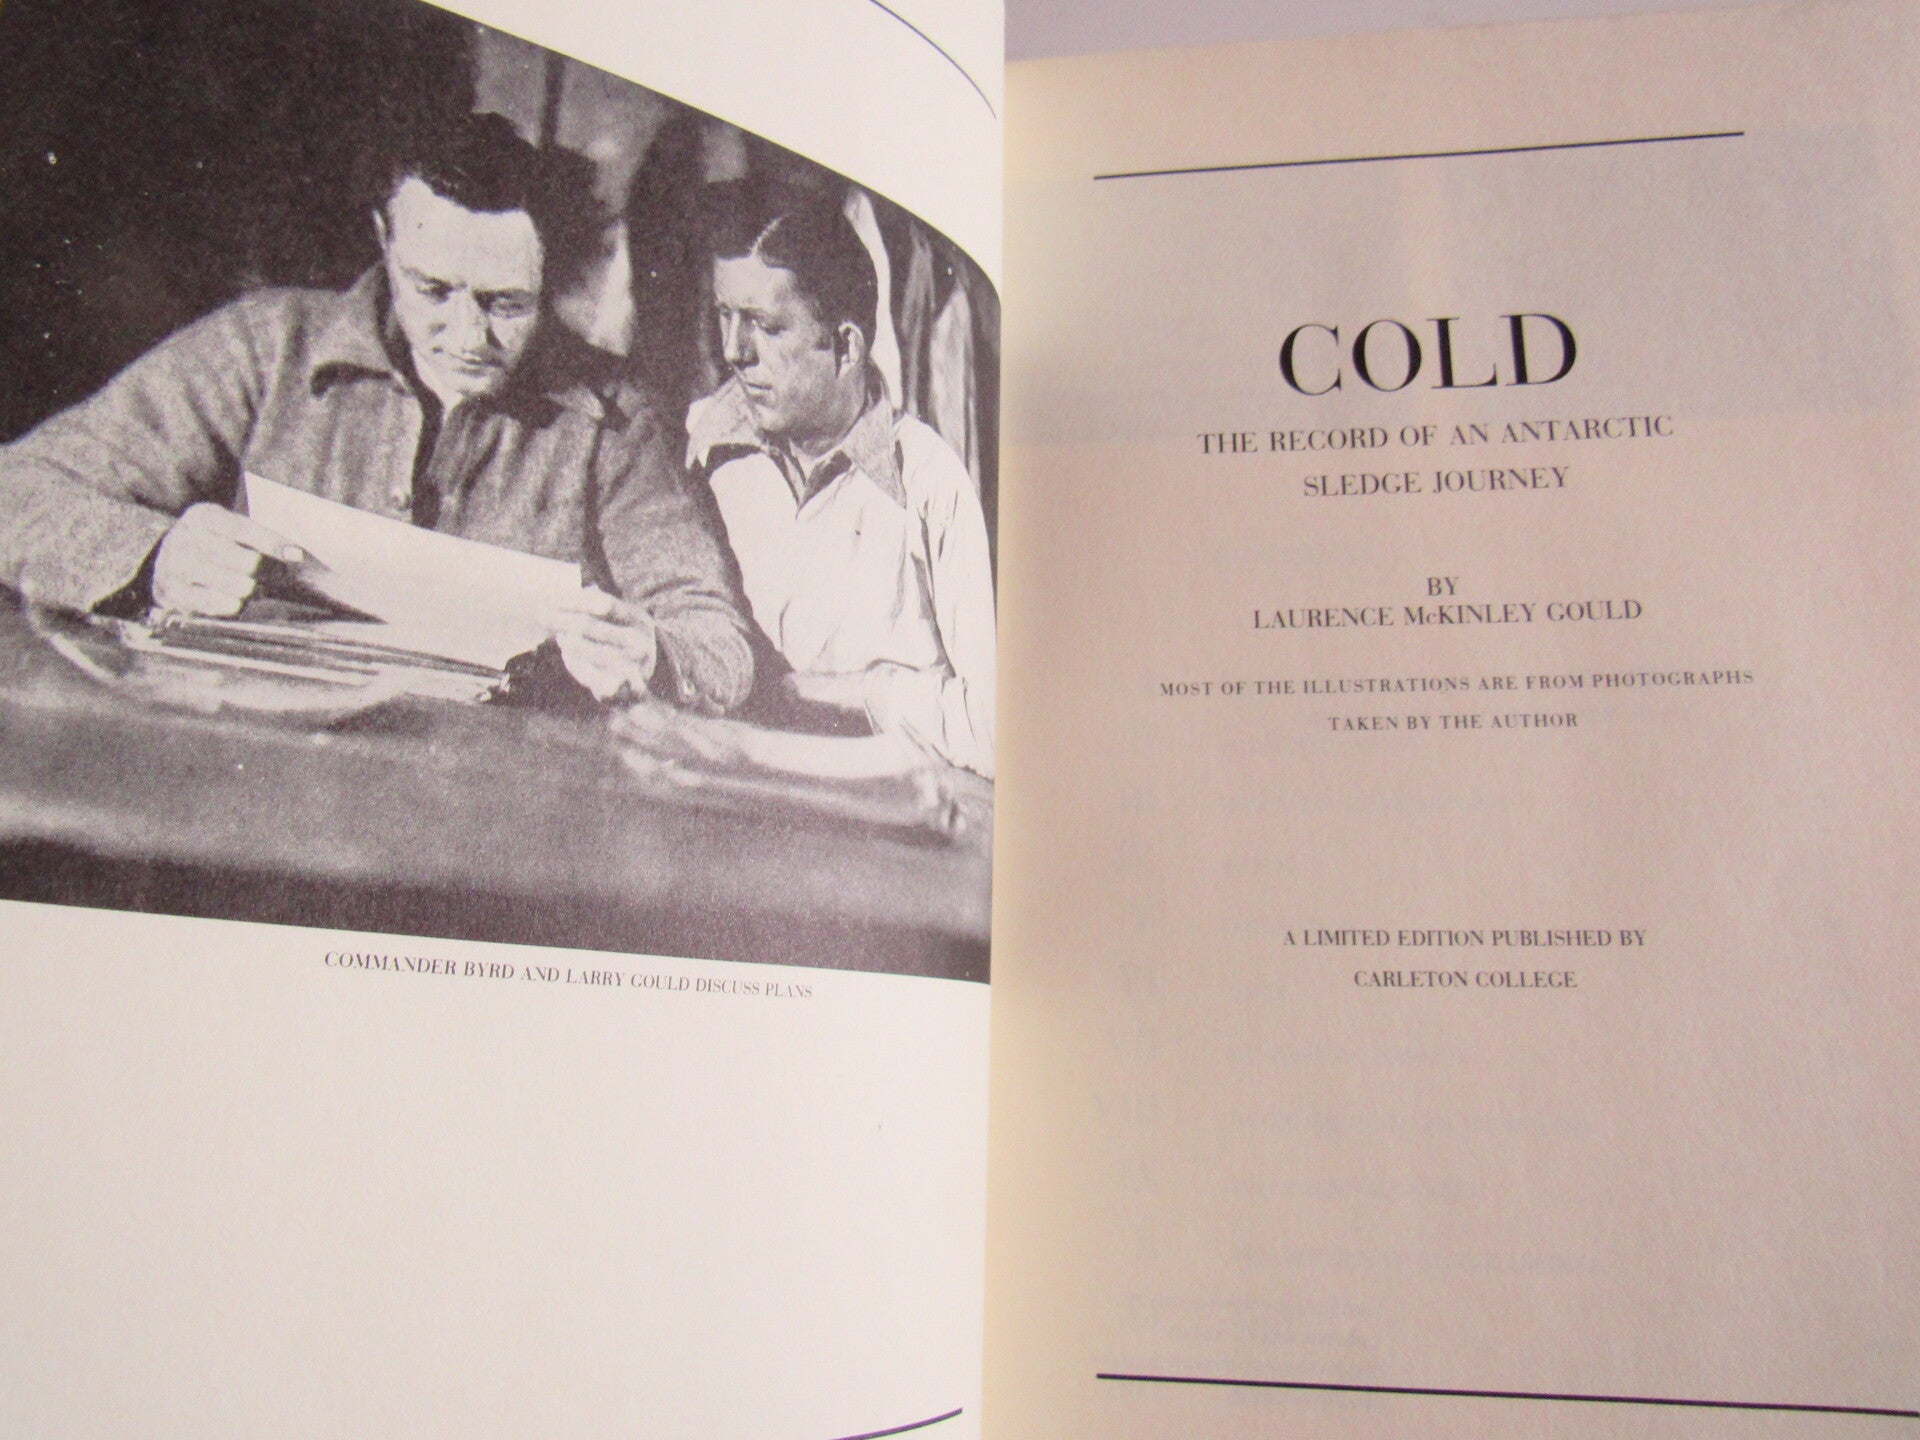 COMMANDER BYRD AND LARRY GOULD DISCUSS PLANS
COLD
THE RECORD OF AN ANTARCTIC
SLEDGE JOURNEY
BY
LAURENCE McKINLEY GOULD
MOST OF THE ILLUSTRATIONS ARE FROM PHOTOGRAPHS
TAKEN BY THE AUTHOR
A LIMITED EDITION PUBLISHED BY
CARLETON COLLEGE